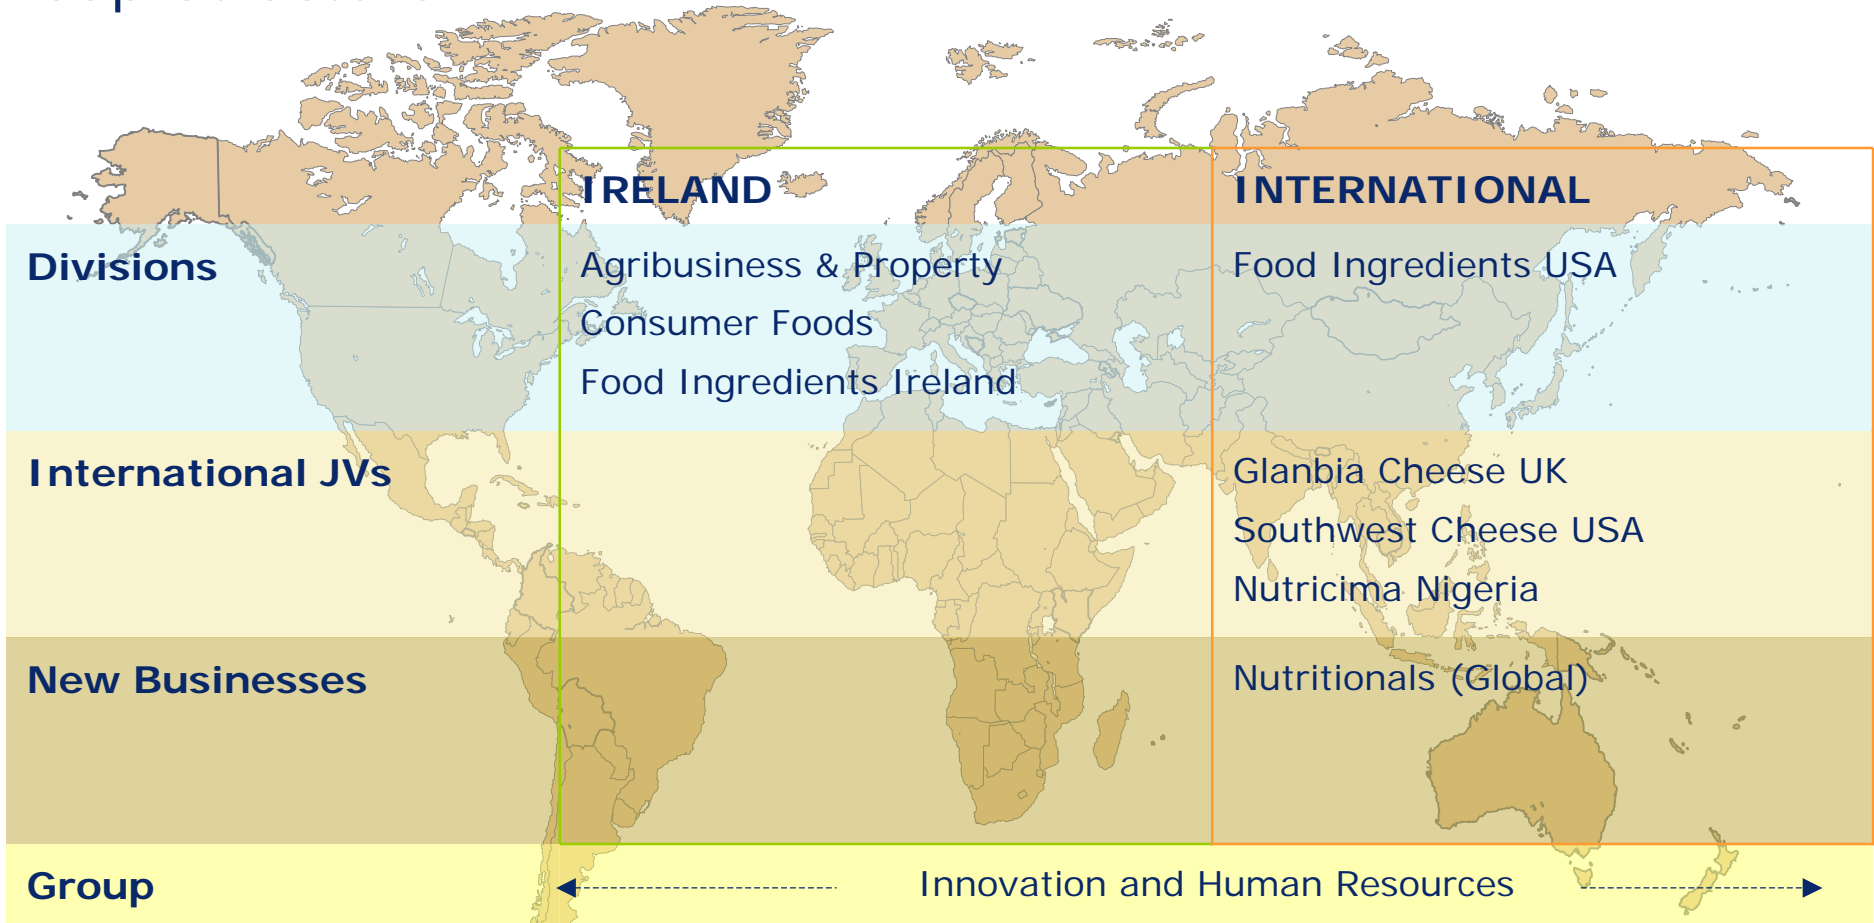 IRELAND INTERNATIONAL
Divisions Agribusiness & Property Food Ingredients USA
Consumer Foods
Food Ingredients Ireland
International JVs Glanbia Cheese UK
Southwest Cheese USA
Nutricima Nigeria
New Businesses Nutritionals (Global)
Group Innovation and Human Resources